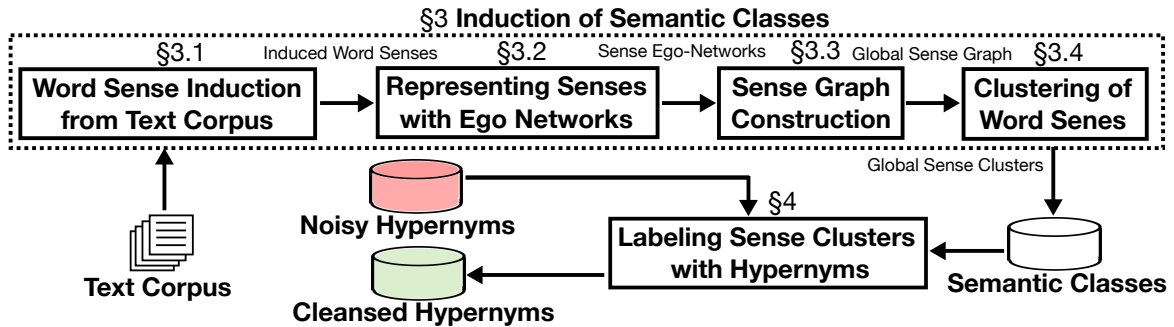 §3 Induction of Semantic Classes
§3.1
Induced Word Senses
§3.2
Sense Ego-Networks
§3.3
Global Sense Graph
§3.4
Word Sense Induction
from Text Corpus
Representing Senses
with Ego Networks
Sense Graph
Construction
Clustering of
Word Senes
Global Sense Clusters
Noisy Hypernyms
§4
Labeling Sense Clusters
with Hypernyms
Text Corpus
Cleansed Hypernyms
Semantic Classes